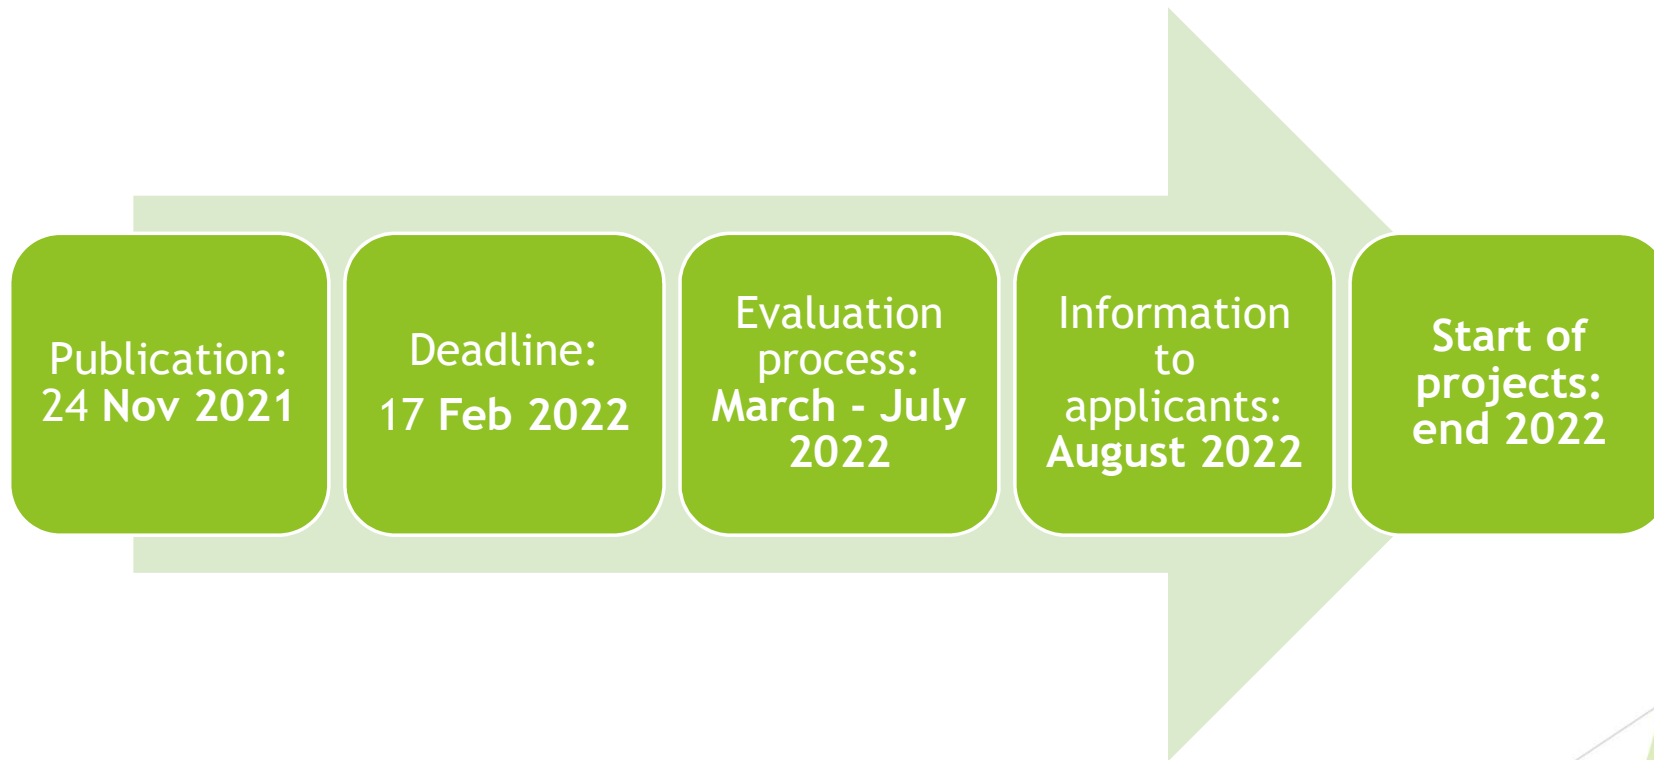 Publication:
24 Nov 2021
Deadline:
17 Feb 2022
Evaluation
process:
March - July
2022
Information
to
applicants:
August 2022
Start of
projects:
end 2022